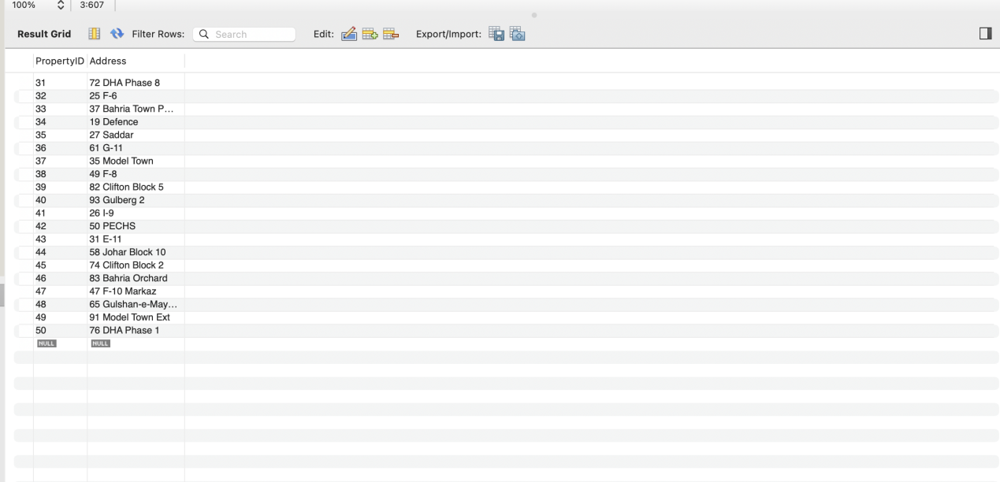 100% 3:607
Result Grid Filter Rows: Search Edit: Export/Import:
PropertyID Address
31 72 DHA Phase 8
32 25 F-6
33 37 Bahria Town P...
34 19 Defence
35 27 Saddar
36 61 G-11
37 35 Model Town
38 49 F-8
39 82 Clifton Block 5
40 93 Gulberg 2
41 26 I-9
42 50 PECHS
43 31 E-11
44 58 Johar Block 10
45 74 Clifton Block 2
46 83 Bahria Orchard
47 47 F-10 Markaz
48 65 Gulshan-e-May...
49 91 Model Town Ext
50 76 DHA Phase 1
NULL NULL